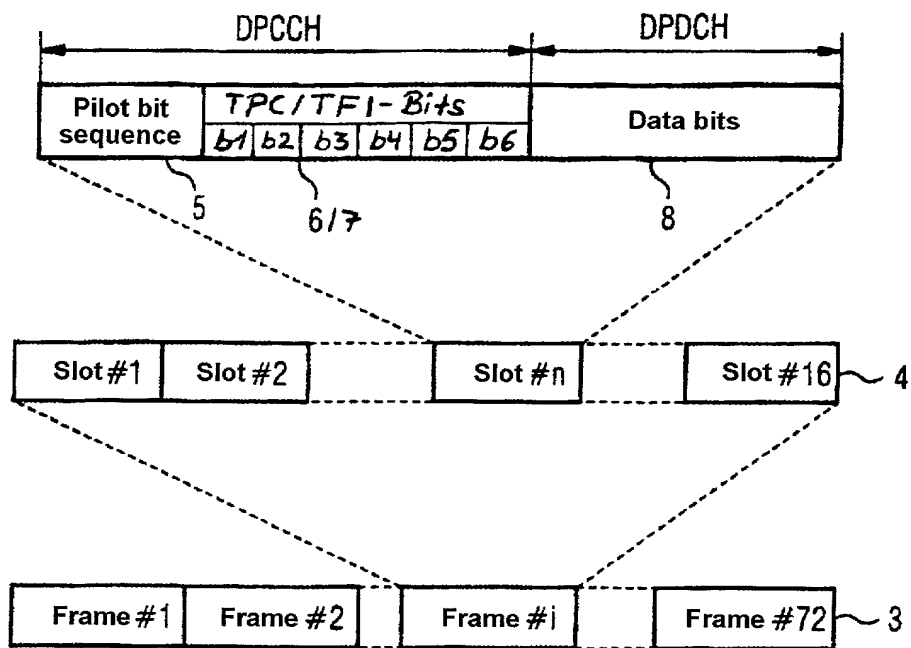 DPCCH DPDCH
Pilot bit sequence TPC/TFI-Bits Data bits
b1 b2 b3 b4 b5 b6
5 6/7 8
Slot #1 Slot #2 Slot #n Slot #16 4
Frame #1 Frame #2 Frame #i Frame #72 3